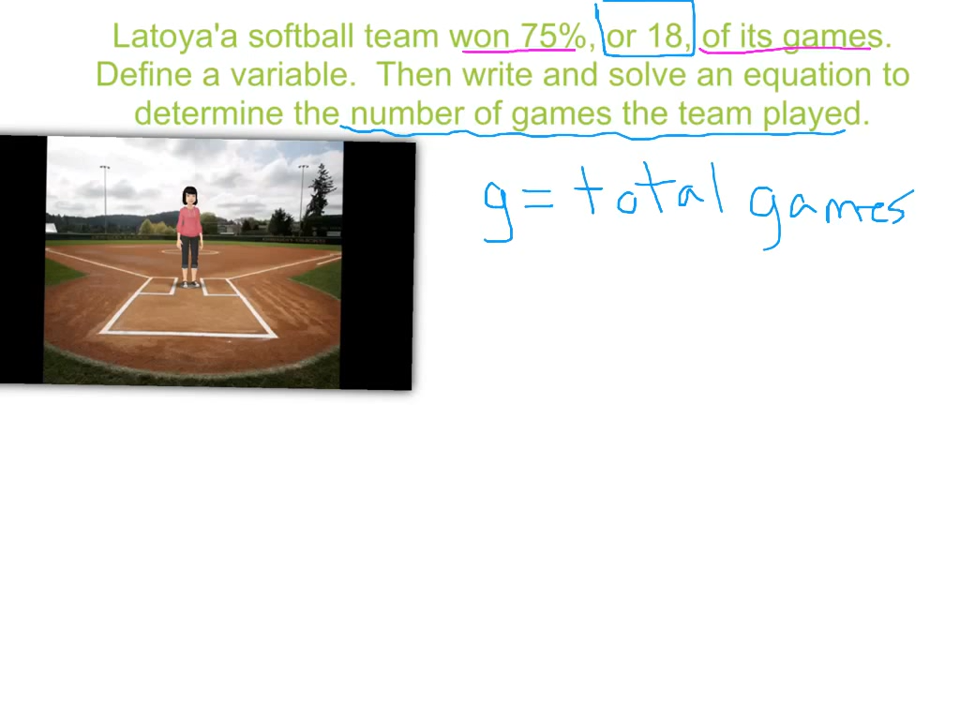 Latoya'a softball team won 75%, or 18, of its games.
Define a variable. Then write and solve an equation to
determine the number of games the team played.
g = total games